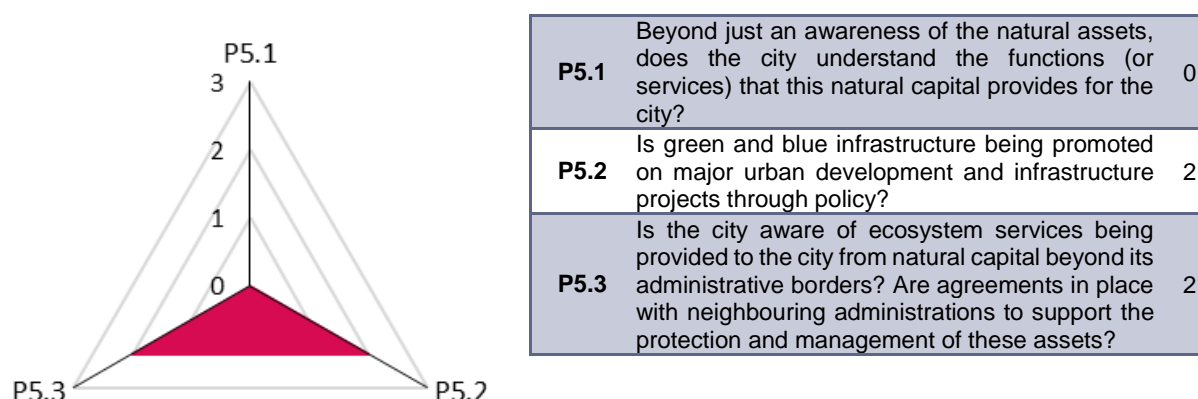 P5.1
3
2
1
0
P5.3
P5.2
Beyond just an awareness of the natural assets,
does the city understand the functions (or
P5.1
services) that this natural capital provides for the
0
city?
Is green and blue infrastructure being promoted
P5.2
on major urban development and infrastructure
2
projects through policy?
Is the city aware of ecosystem services being
provided to the city from natural capital beyond its
P5.3
administrative borders? Are agreements in place
2
with neighbouring administrations to support the
protection and management of these assets?